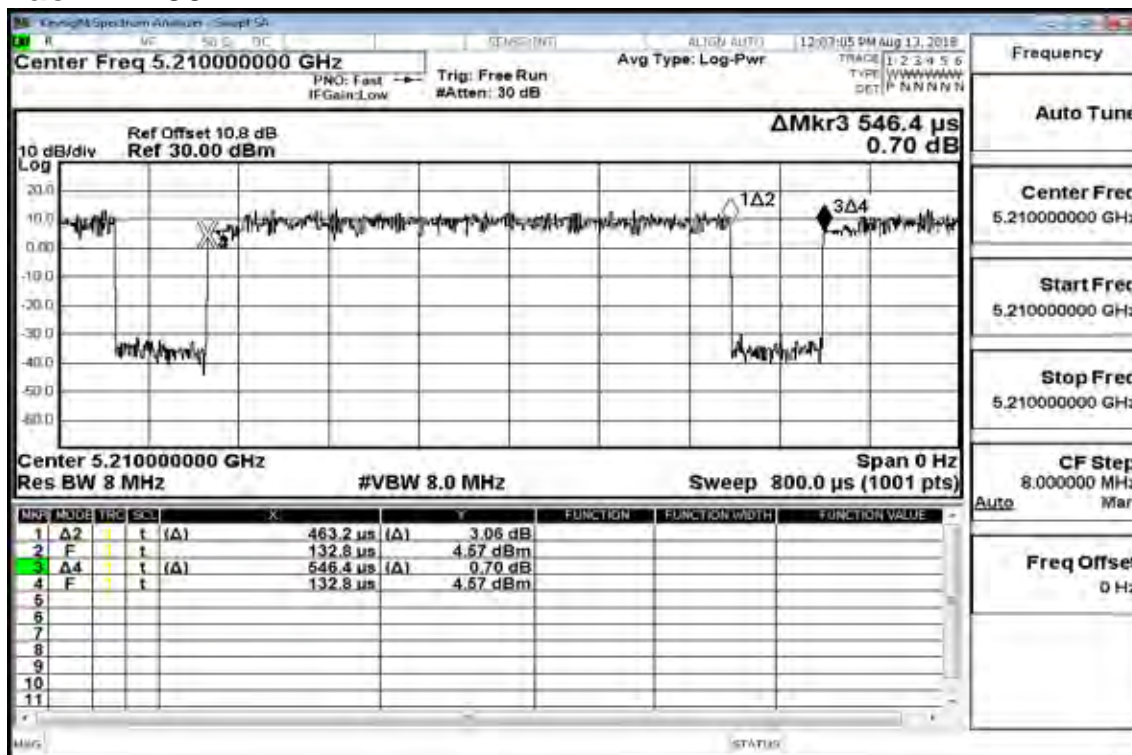 Keysight Spectrum Analyzer - Swept SA
R
50 Ω DC
SENSE:INT
ALIGN AUTO
12:07:05 PM Aug 13, 2018
Center Freq 5.210000000 GHz
PNO: Fast
IFGain:Low
Trig: Free Run
#Atten: 30 dB
Avg Type: Log-Pwr
TRACE 1 2 3 4 5 6
TYPE WWWWWW
DET P N N N N N
ΔMkr3 546.4 µs
0.70 dB
Ref Offset 10.8 dB
10 dB/div Ref 30.00 dBm
Log
20.0
10.0
0.00
-10.0
-20.0
-30.0
-40.0
-50.0
-60.0
1Δ2
3Δ4
Center 5.210000000 GHz Span 0 Hz
Res BW 8 MHz #VBW 8.0 MHz Sweep 800.0 µs (1001 pts)
MKR MODE TRC SCL X Y FUNCTION FUNCTION WIDTH FUNCTION VALUE
1 Δ2 1 t (Δ) 463.2 µs (Δ) 3.06 dB
2 F 1 t 132.8 µs 4.57 dBm
3 Δ4 1 t (Δ) 546.4 µs (Δ) 0.70 dB
4 F 1 t 132.8 µs 4.57 dBm
5
6
7
8
9
10
11
MSG STATUS
Frequency
Auto Tune
Center Freq
5.210000000 GHz
Start Freq
5.210000000 GHz
Stop Freq
5.210000000 GHz
CF Step
8.000000 MHz
Auto Man
Freq Offset
0 Hz